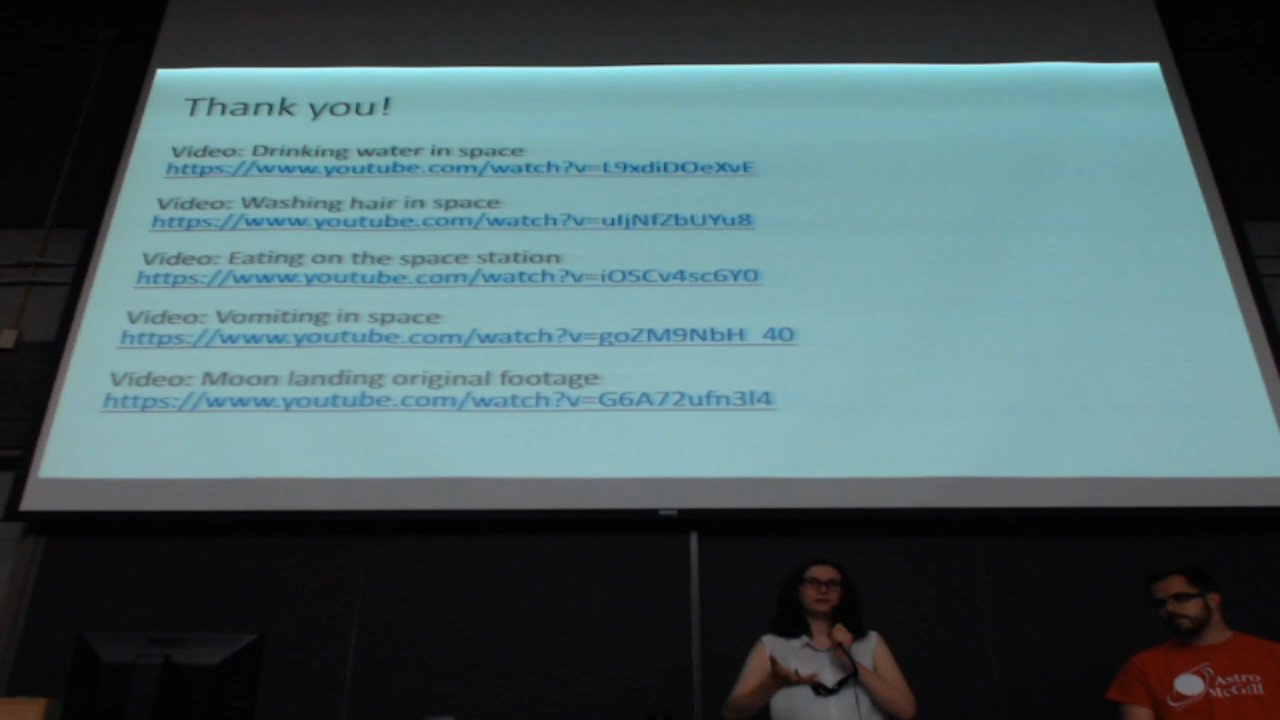 Thank you!
Video: Drinking water in space
https://www.youtube.com/watch?v=L9xdiDOeXvE
Video: Washing hair in space
https://www.youtube.com/watch?v=uIjNfZbUYu8
Video: Eating on the space station
https://www.youtube.com/watch?v=iOSCv4sc6Y0
Video: Vomiting in space
https://www.youtube.com/watch?v=goZM9NbH_40
Video: Moon landing original footage
https://www.youtube.com/watch?v=G6A72ufn3l4
Astro
McGill